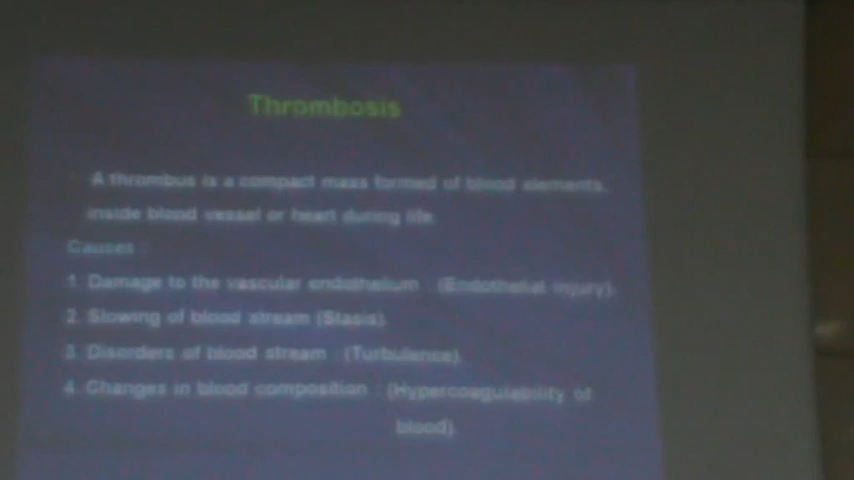 Thrombosis
A thrombus is a compact mass formed of blood elements,
inside blood vessel or heart during life.
Causes :
1. Damage to the vascular endothelium : (Endothelial injury).
2. Slowing of blood stream (Stasis).
3. Disorders of blood stream : (Turbulence).
4. Changes in blood composition : (Hypercoagulability of
blood)